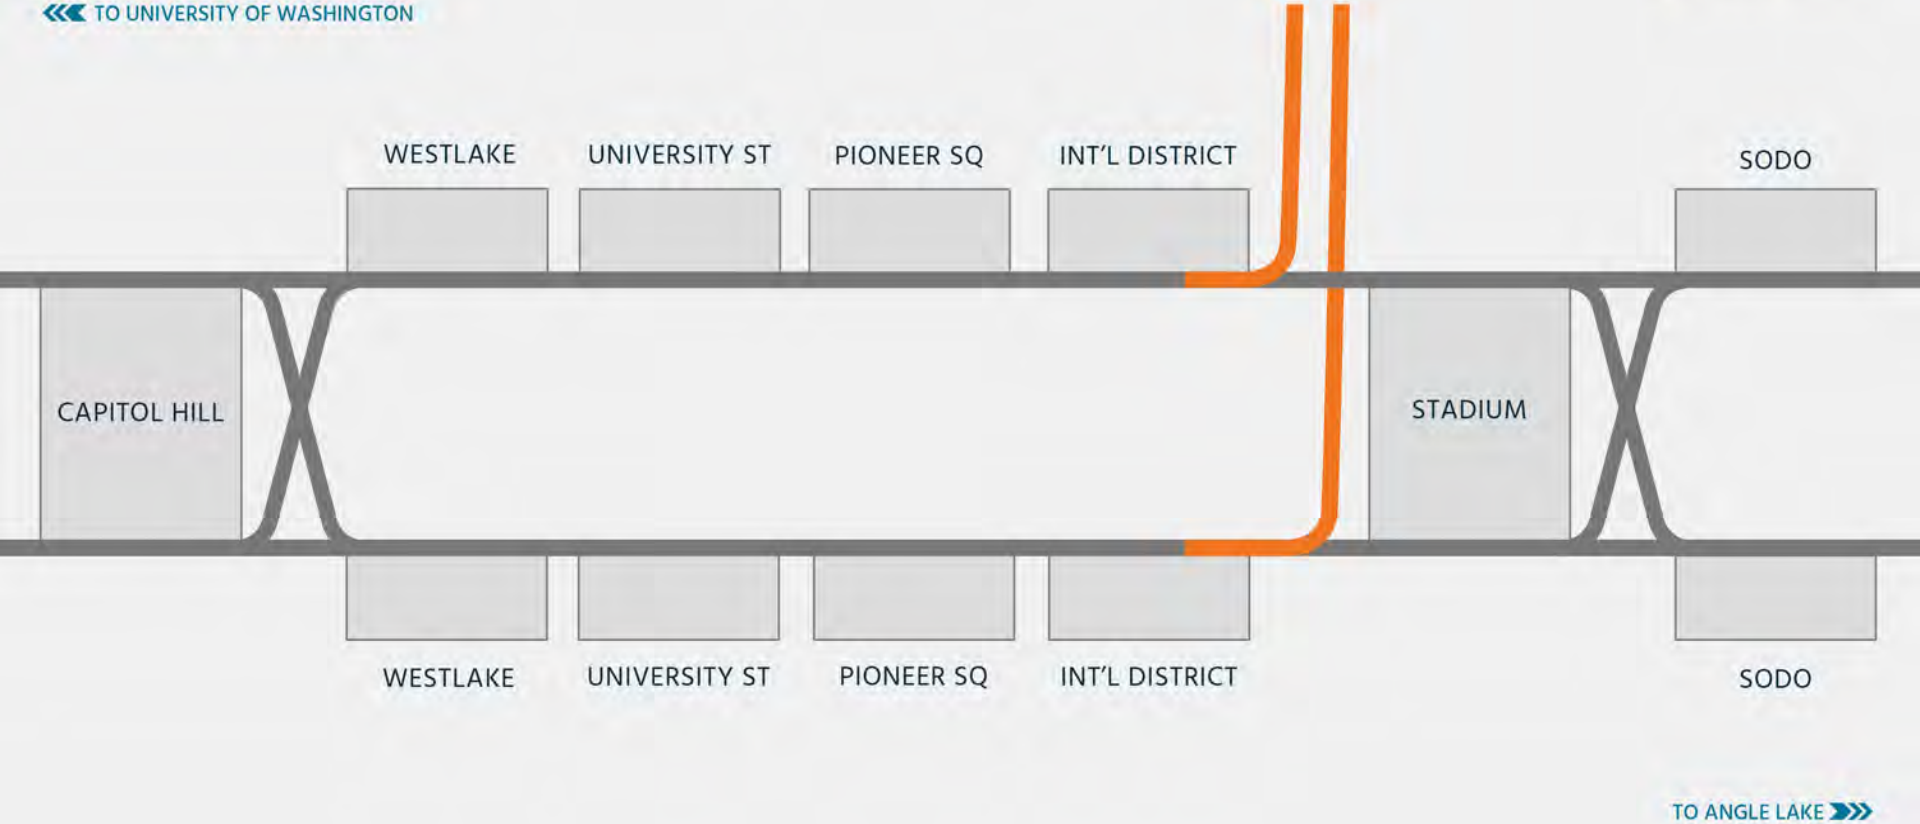 TO UNIVERSITY OF WASHINGTON
WESTLAKE
UNIVERSITY ST
PIONEER SQ
INT'L DISTRICT
SODO
CAPITOL HILL
STADIUM
WESTLAKE
UNIVERSITY ST
PIONEER SQ
INT'L DISTRICT
SODO
TO ANGLE LAKE